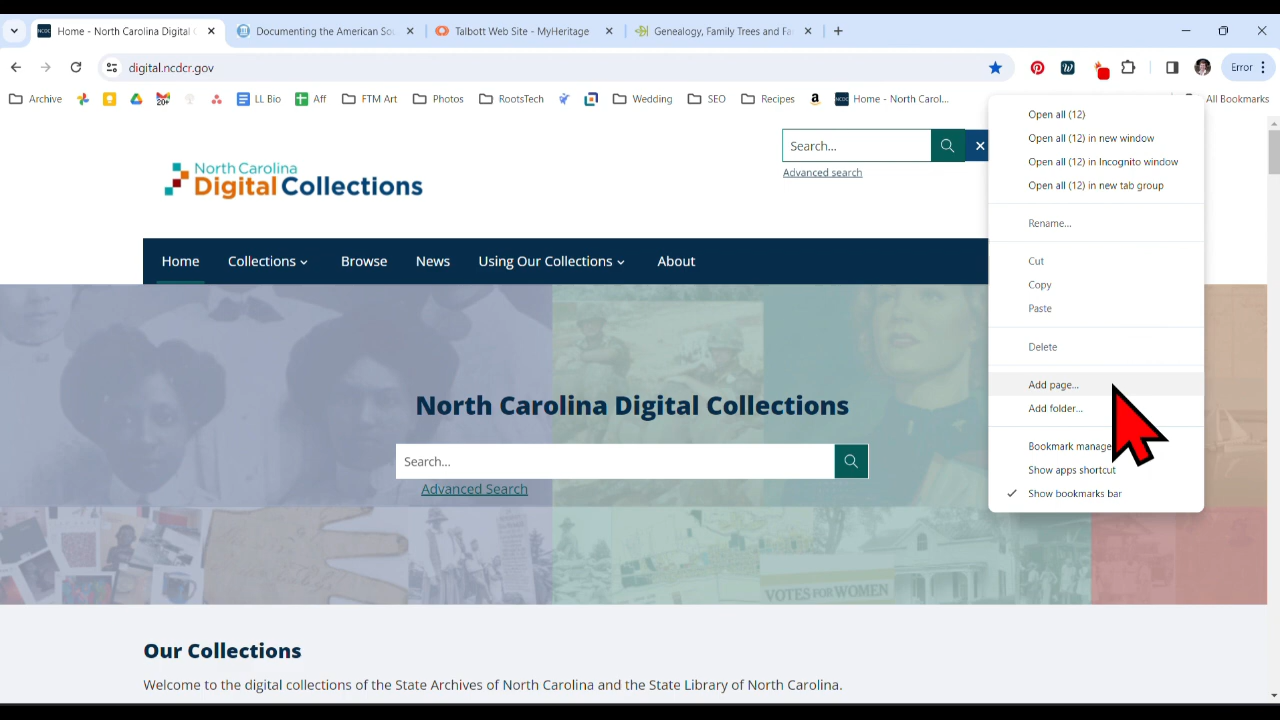 Home - North Carolina Digital
Documenting the American Sou
Talbott Web Site - MyHeritage
Genealogy, Family Trees and Fa
digital.ncdcr.gov
Error
Archive
20+
LL Bio
Aff
FTM Art
Photos
RootsTech
Wedding
SEO
Recipes
Home - North Carol...
All Bookmarks
Search...
Advanced search
North Carolina
Digital Collections
Home
Collections
Browse
News
Using Our Collections
About
Open all (12)
Open all (12) in new window
Open all (12) in Incognito window
Open all (12) in new tab group
Rename...
Cut
Copy
Paste
Delete
Add page...
Add folder...
Bookmark manage
Show apps shortcut
Show bookmarks bar
North Carolina Digital Collections
Search...
Advanced Search
VOTES FOR WOMEN
Our Collections
Welcome to the digital collections of the State Archives of North Carolina and the State Library of North Carolina.